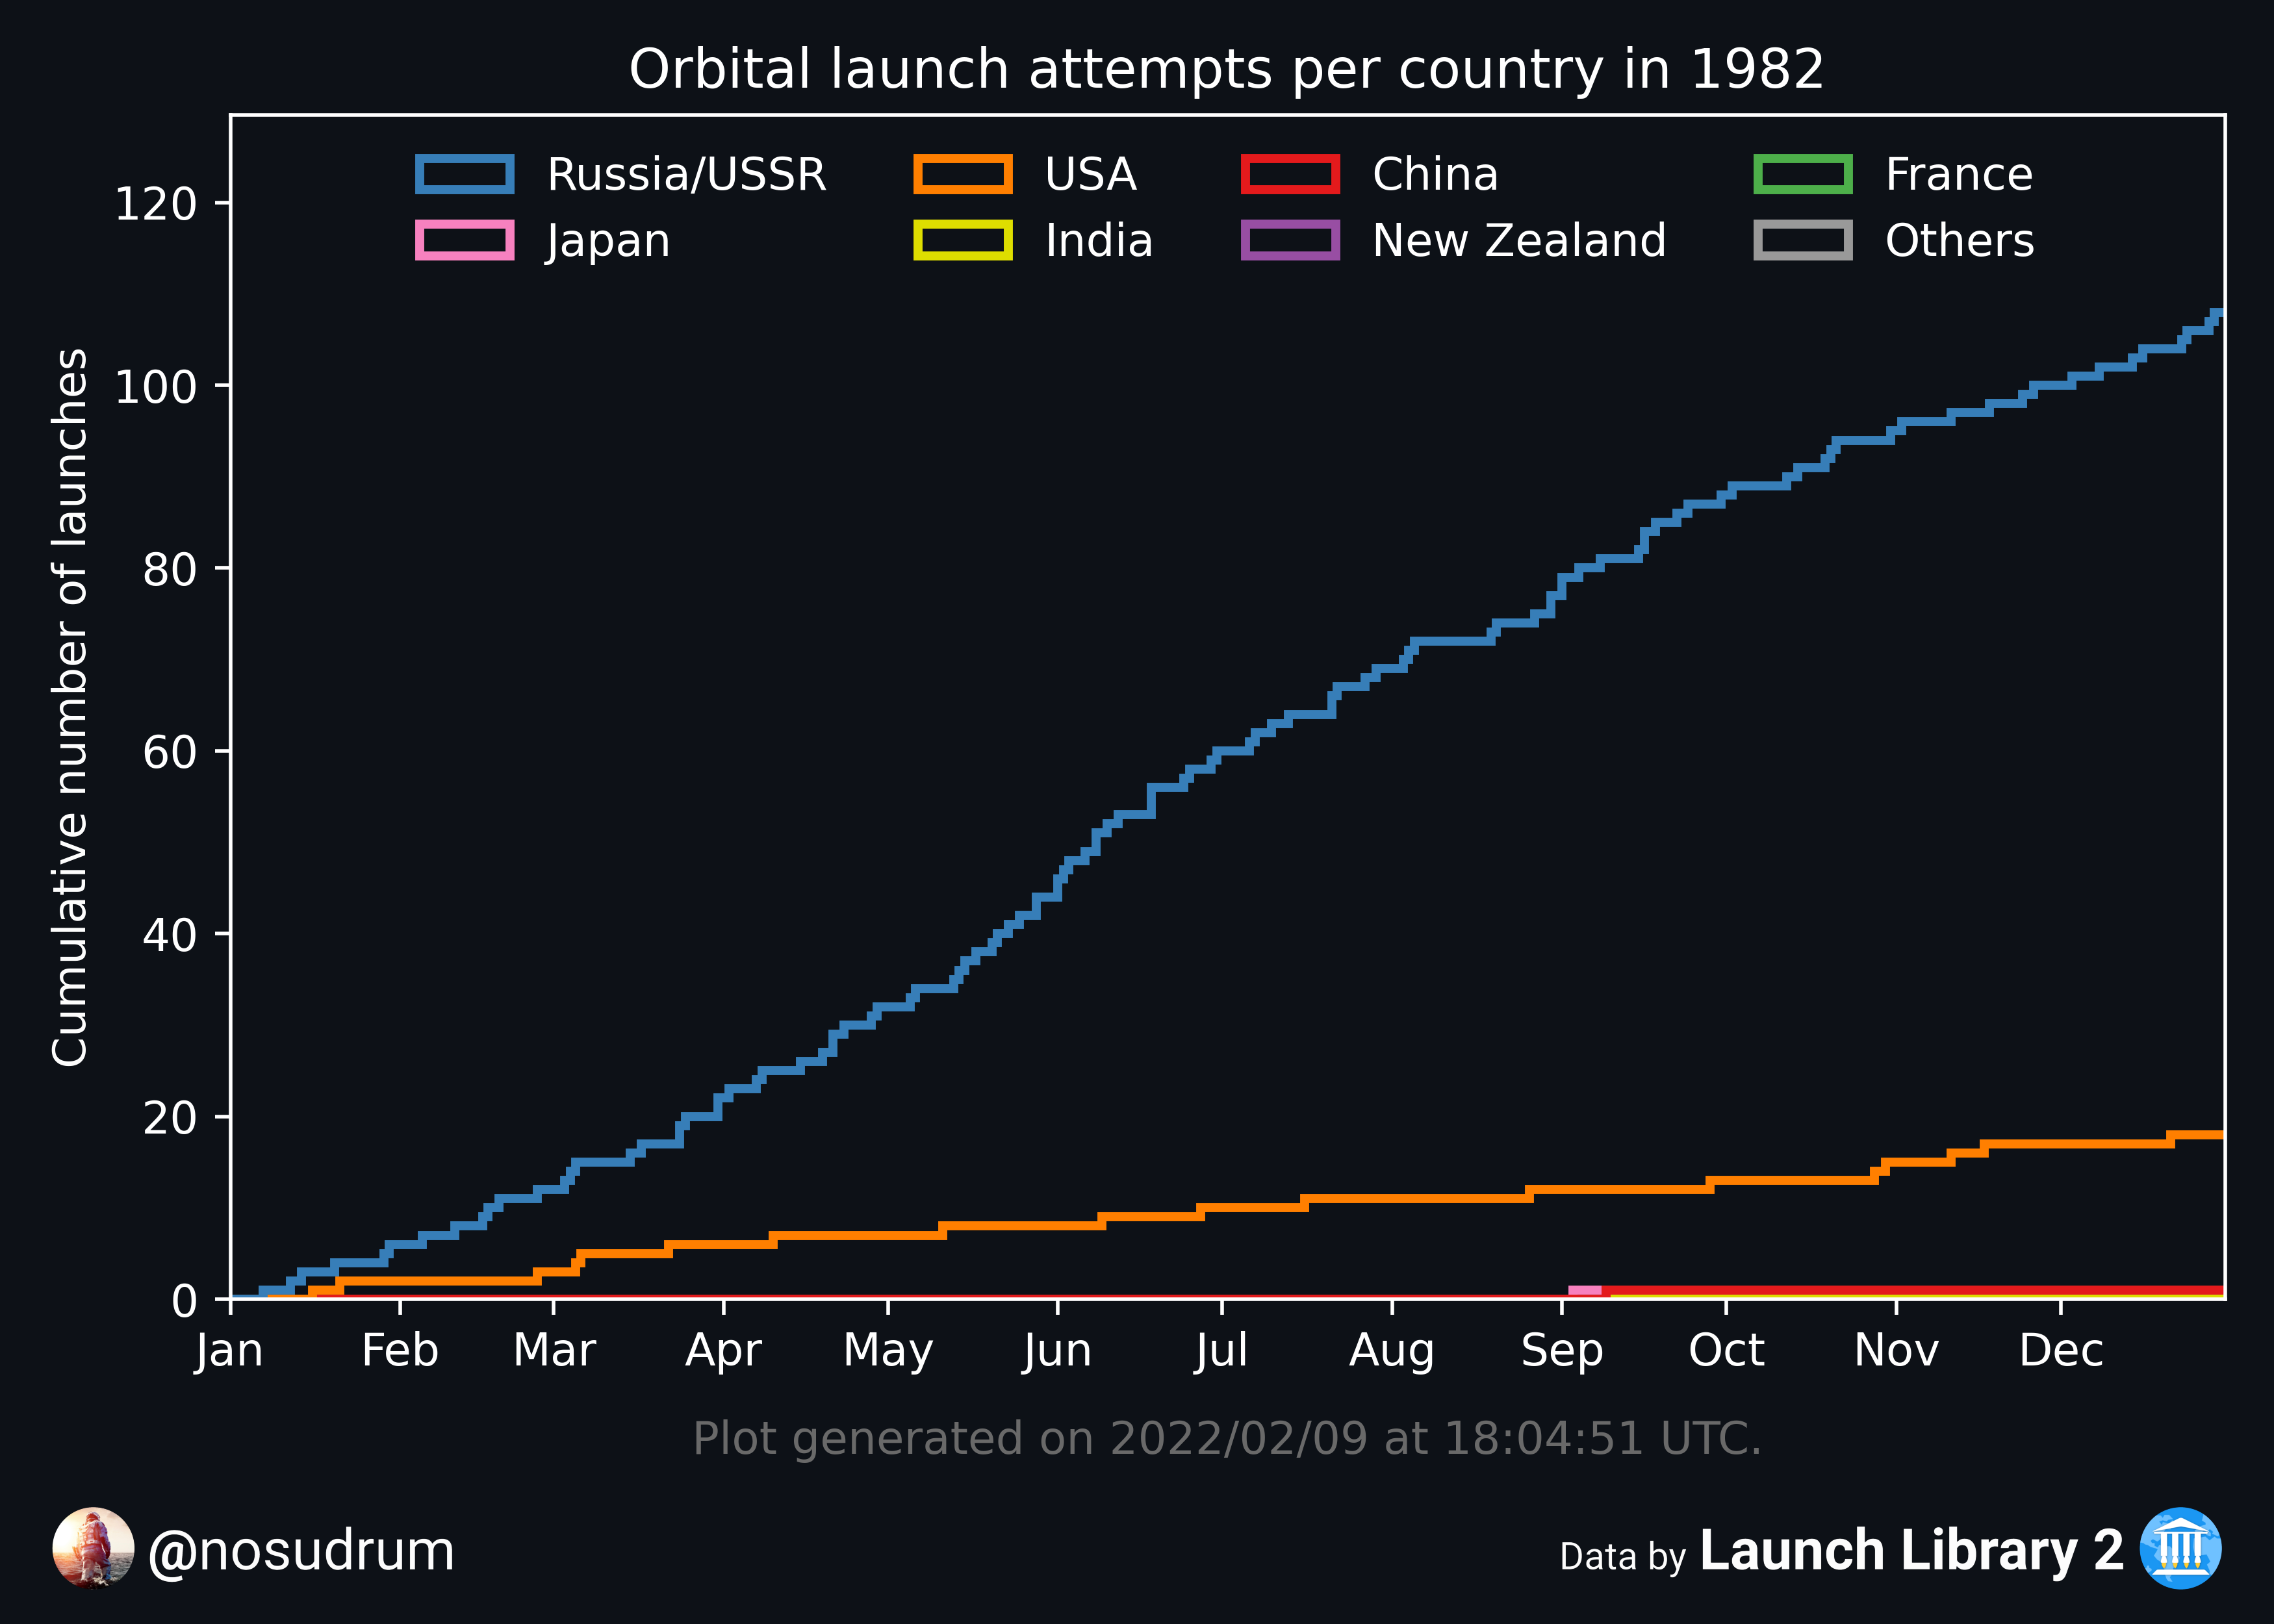 Orbital launch attempts per country in 1982
Russia/USSR USA China France
Japan India New Zealand Others
Cumulative number of launches
120
100
80
60
40
20
0
Jan Feb Mar Apr May Jun Jul Aug Sep Oct Nov Dec
Plot generated on 2022/02/09 at 18:04:51 UTC.
@nosudrum
Data by Launch Library 2